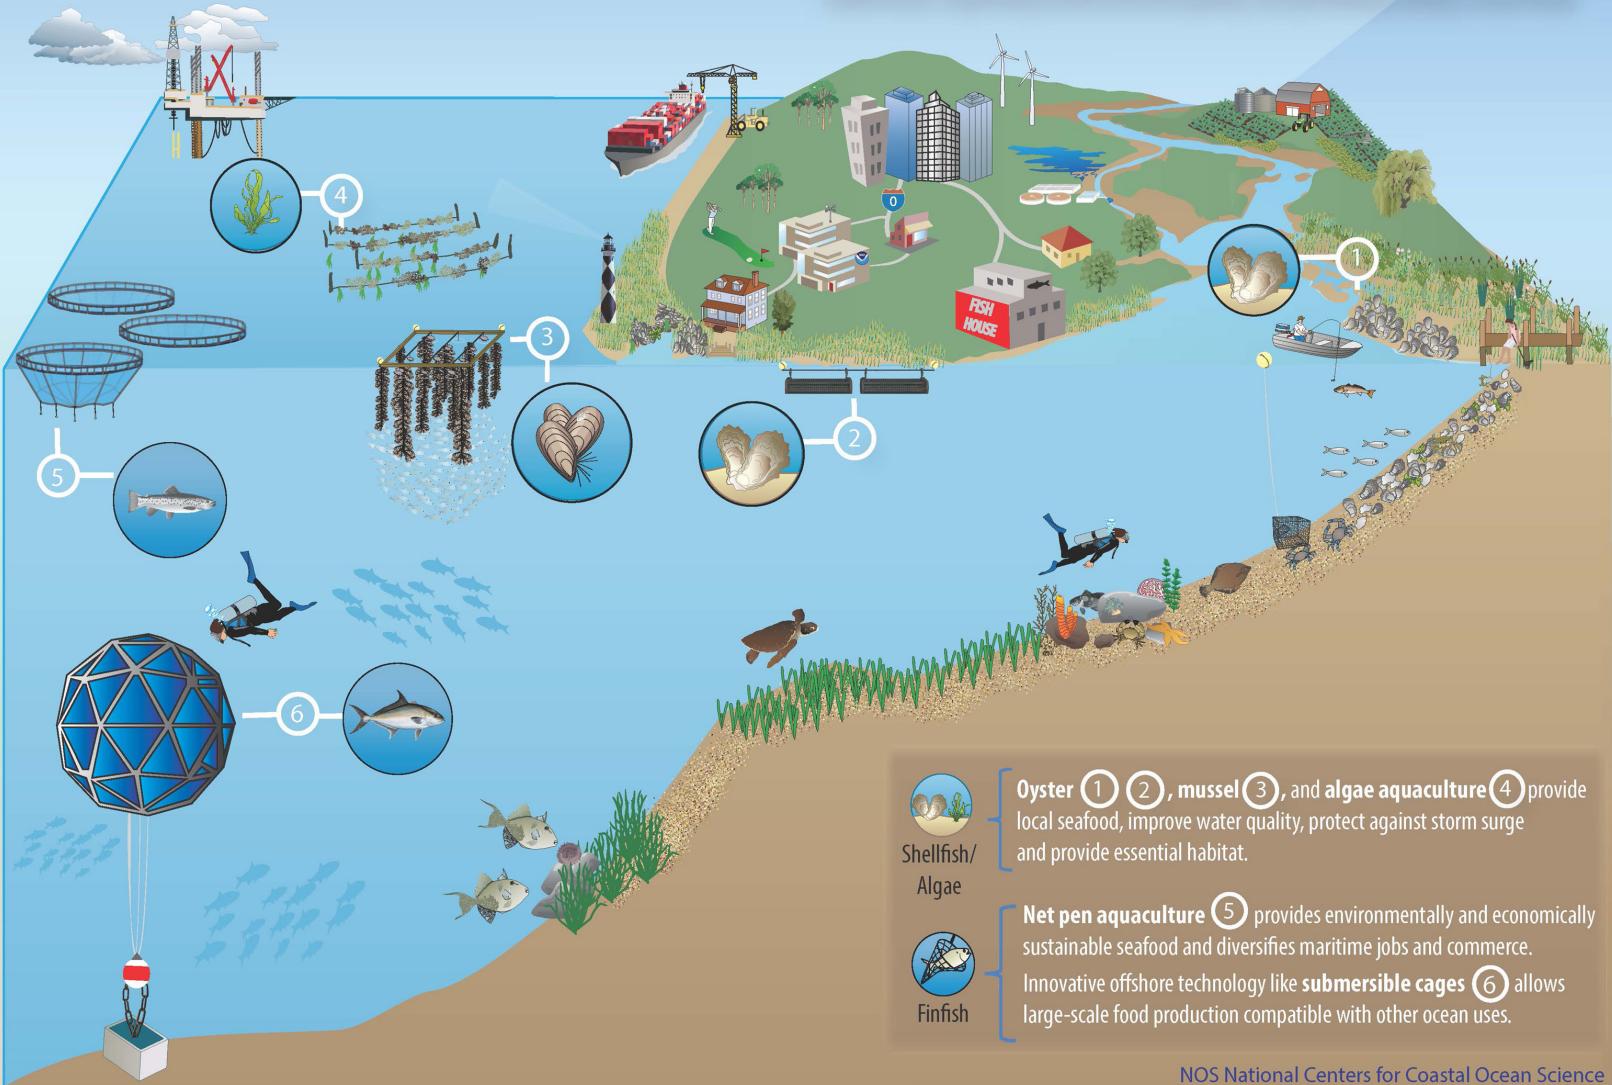 4
0
1
FISH
HOUSE
3
2
5
6
Oyster 1 2, mussel 3, and algae aquaculture 4 provide
local seafood, improve water quality, protect against storm surge
and provide essential habitat.
Shellfish/
Algae
Net pen aquaculture 5 provides environmentally and economically
sustainable seafood and diversifies maritime jobs and commerce.
Innovative offshore technology like submersible cages 6 allows
large-scale food production compatible with other ocean uses.
Finfish
NOS National Centers for Coastal Ocean Science